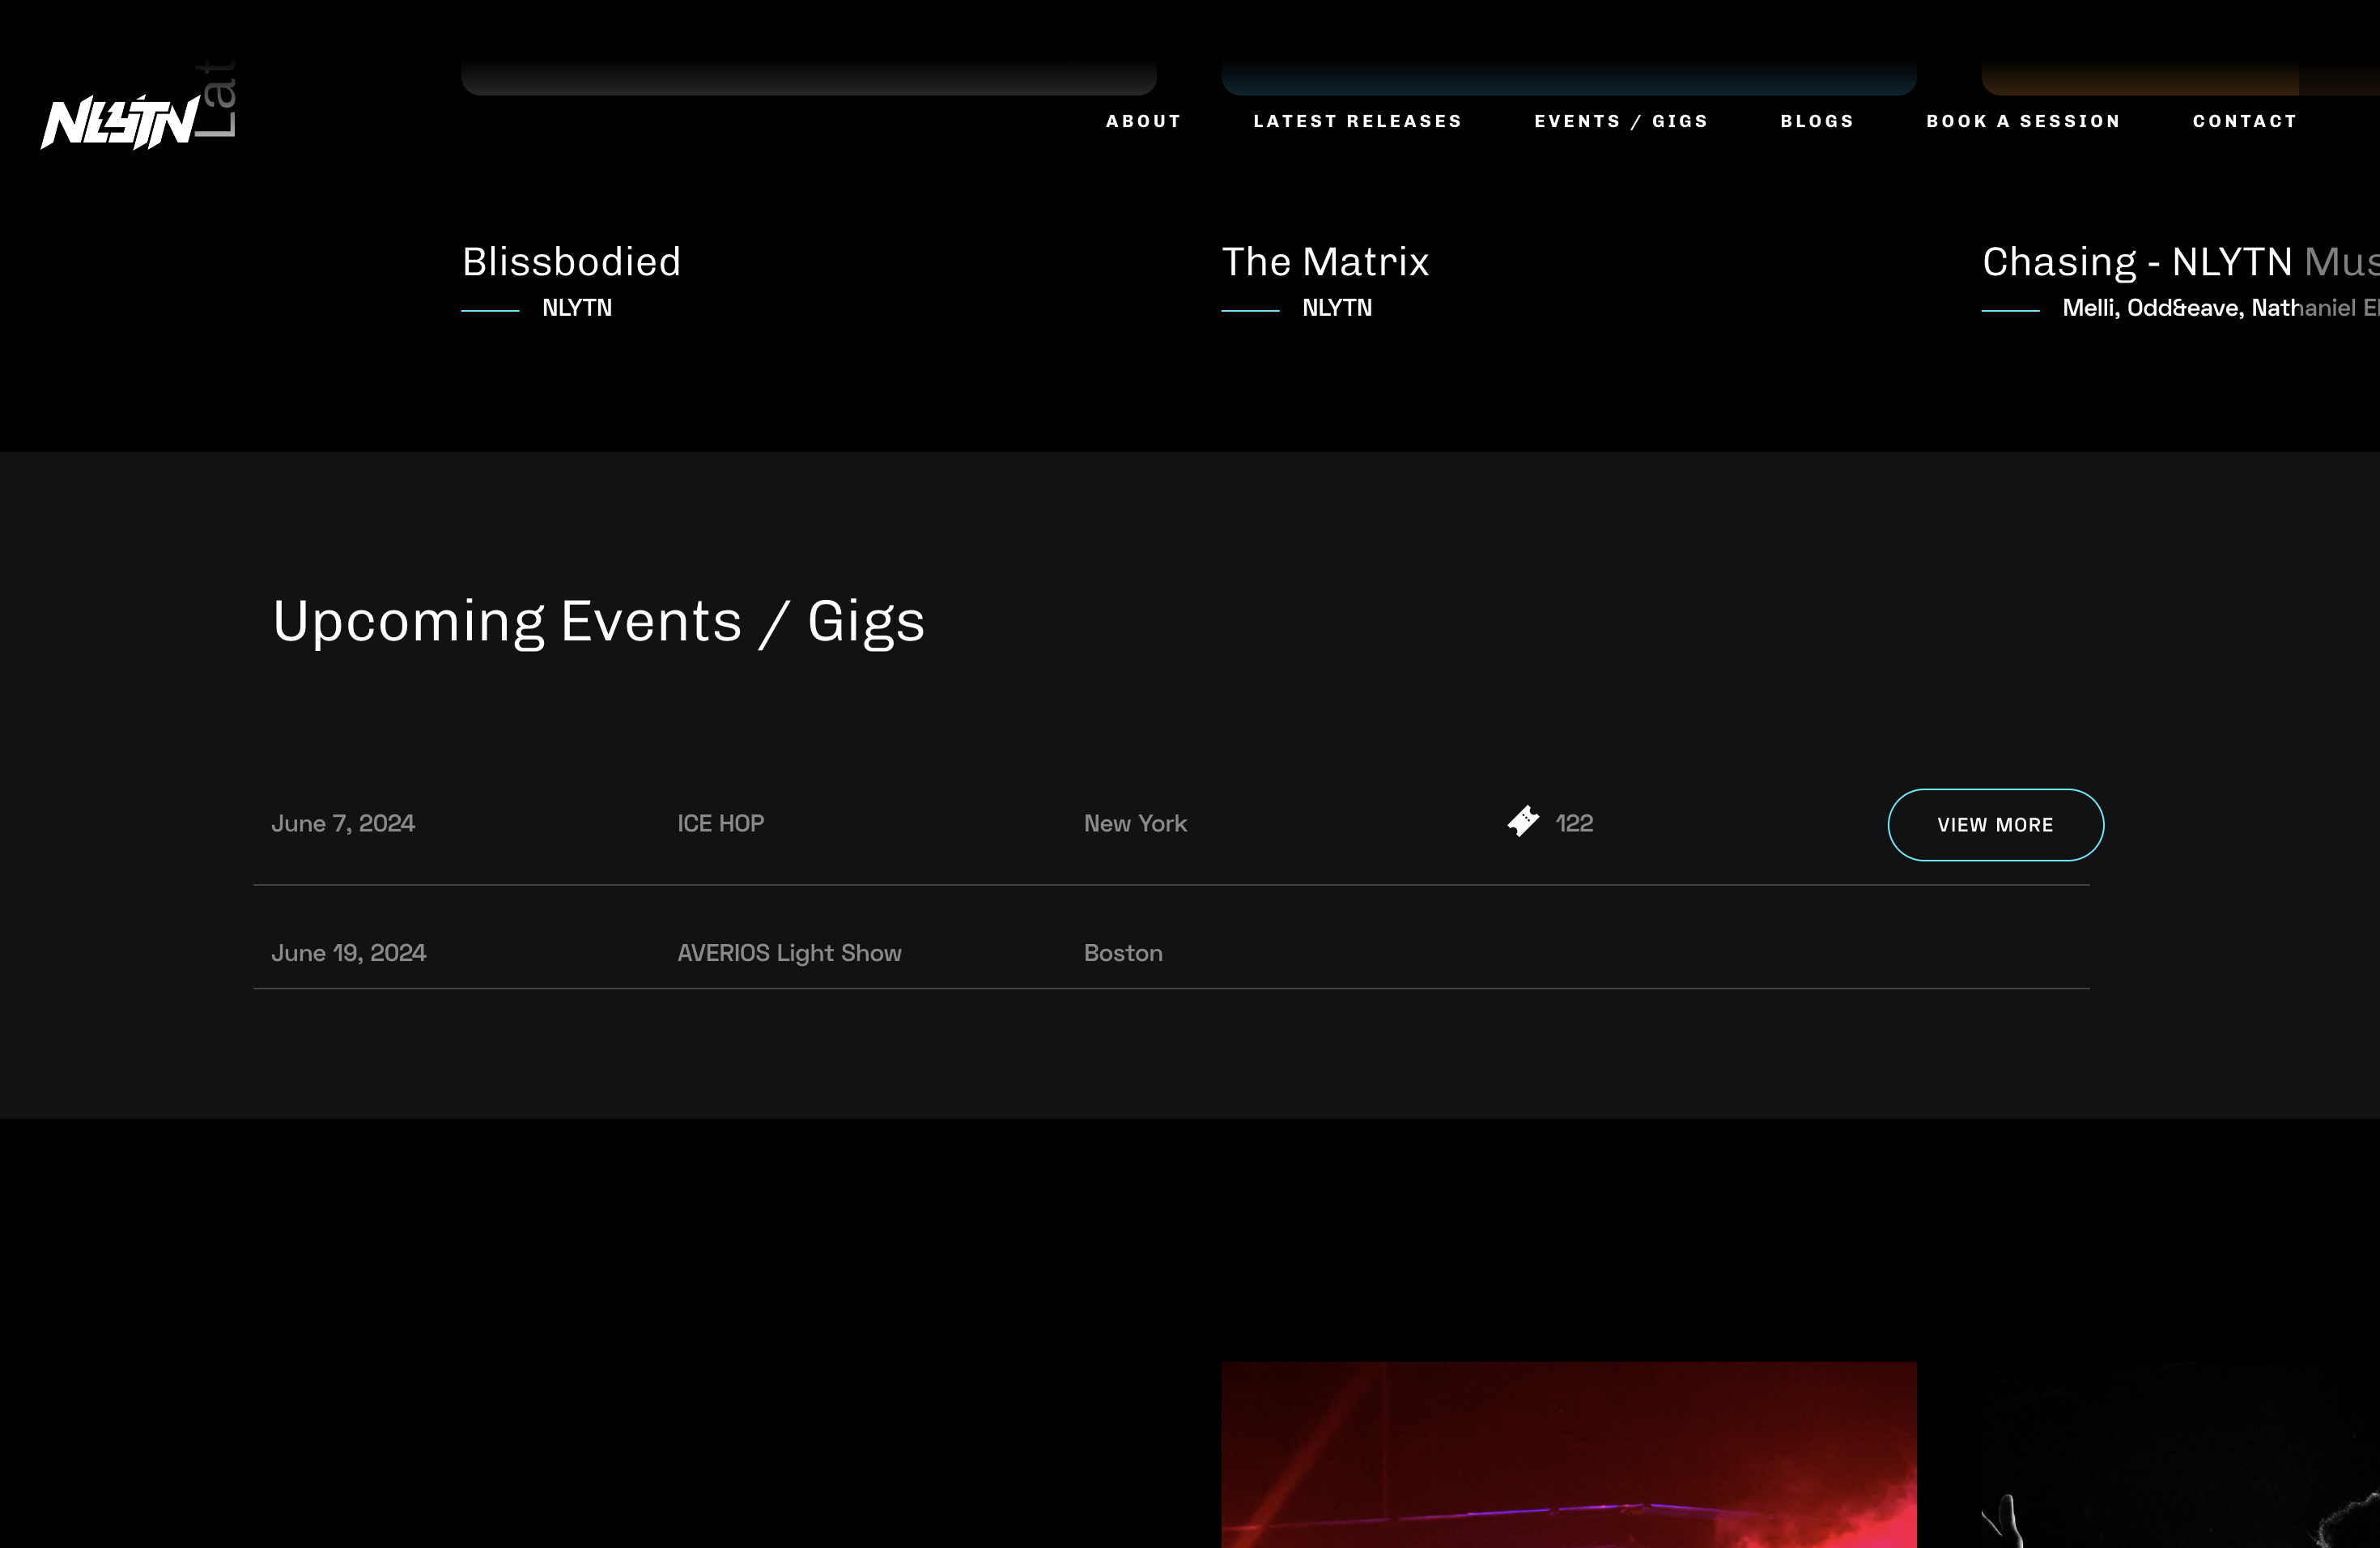 NLYTN
Lat
ABOUT
LATEST RELEASES
EVENTS / GIGS
BLOGS
BOOK A SESSION
CONTACT
Blissbodied
NLYTN
The Matrix
NLYTN
Chasing - NLYTN Mus
Melli, Odd&eave, Nathaniel El
Upcoming Events / Gigs
June 7, 2024
ICE HOP
New York
122
VIEW MORE
June 19, 2024
AVERIOS Light Show
Boston